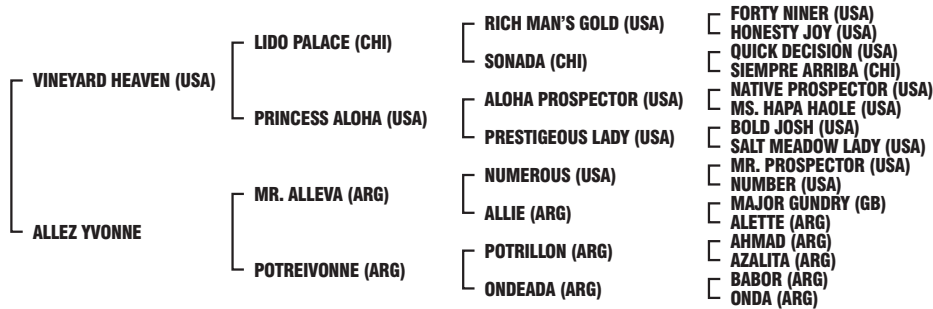 VINEYARD HEAVEN (USA)
ALLEZ YVONNE
LIDO PALACE (CHI)
PRINCESS ALOHA (USA)
MR. ALLEVA (ARG)
POTREIVONNE (ARG)
RICH MAN'S GOLD (USA)
SONADA (CHI)
ALOHA PROSPECTOR (USA)
PRESTIGEOUS LADY (USA)
NUMEROUS (USA)
ALLIE (ARG)
POTRILLON (ARG)
ONDEADA (ARG)
FORTY NINER (USA)
HONESTY JOY (USA)
QUICK DECISION (USA)
SIEMPRE ARRIBA (CHI)
NATIVE PROSPECTOR (USA)
MS. HAPA HAOLE (USA)
BOLD JOSH (USA)
SALT MEADOW LADY (USA)
MR. PROSPECTOR (USA)
NUMBER (USA)
MAJOR GUNDRY (GB)
ALETTE (ARG)
AHMAD (ARG)
AZALITA (ARG)
BABOR (ARG)
ONDA (ARG)